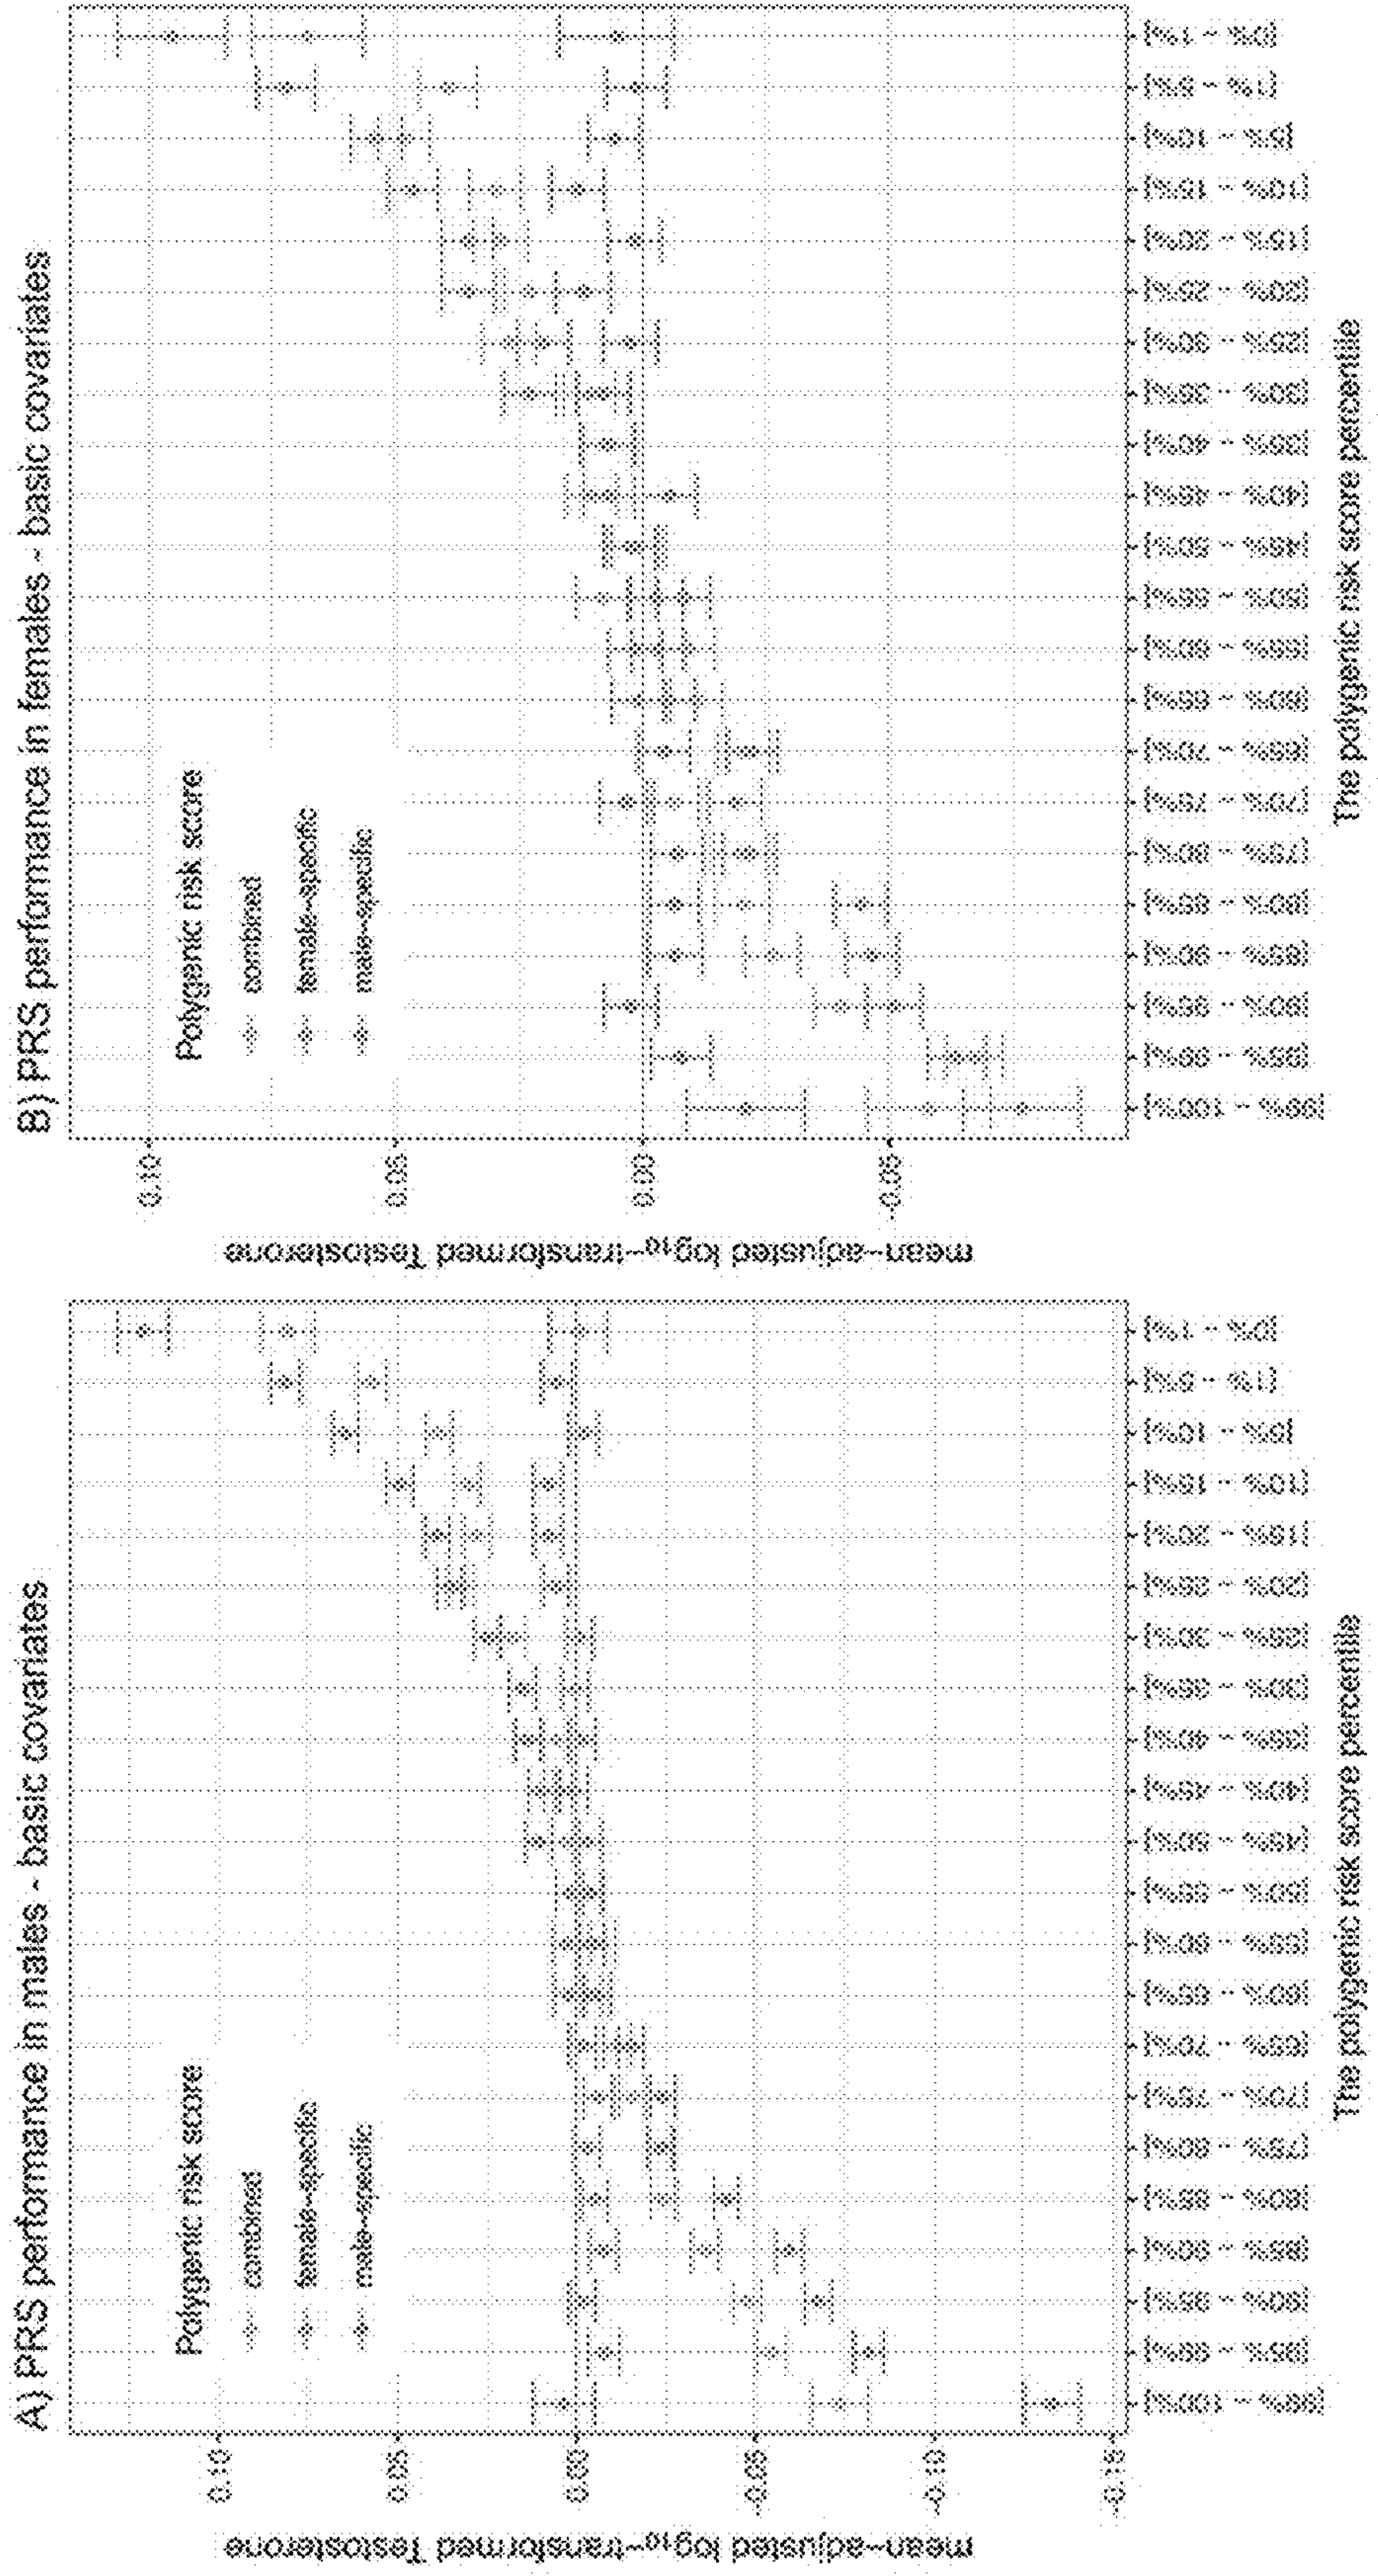 A) PRS performance in males - basic covariates
mean-adjusted log10-transformed Testosterone
0.10
0.05
0.00
-0.05
-0.10
-0.15
Polygenic risk score
combined
female-specific
male-specific
[99% - 100%]
[95% - 99%]
[90% - 95%]
[85% - 90%]
[80% - 85%]
[75% - 80%]
[70% - 75%]
[65% - 70%]
[60% - 65%]
[55% - 60%]
[50% - 55%]
[45% - 50%]
[40% - 45%]
[35% - 40%]
[30% - 35%]
[25% - 30%]
[20% - 25%]
[15% - 20%]
[10% - 15%]
[5% - 10%]
[1% - 5%]
[0% - 1%]
The polygenic risk score percentile
B) PRS performance in females - basic covariates
mean-adjusted log10-transformed Testosterone
0.10
0.05
0.00
-0.05
Polygenic risk score
combined
female-specific
male-specific
[99% - 100%]
[95% - 99%]
[90% - 95%]
[85% - 90%]
[80% - 85%]
[75% - 80%]
[70% - 75%]
[65% - 70%]
[60% - 65%]
[55% - 60%]
[50% - 55%]
[45% - 50%]
[40% - 45%]
[35% - 40%]
[30% - 35%]
[25% - 30%]
[20% - 25%]
[15% - 20%]
[10% - 15%]
[5% - 10%]
[1% - 5%]
[0% - 1%]
The polygenic risk score percentile